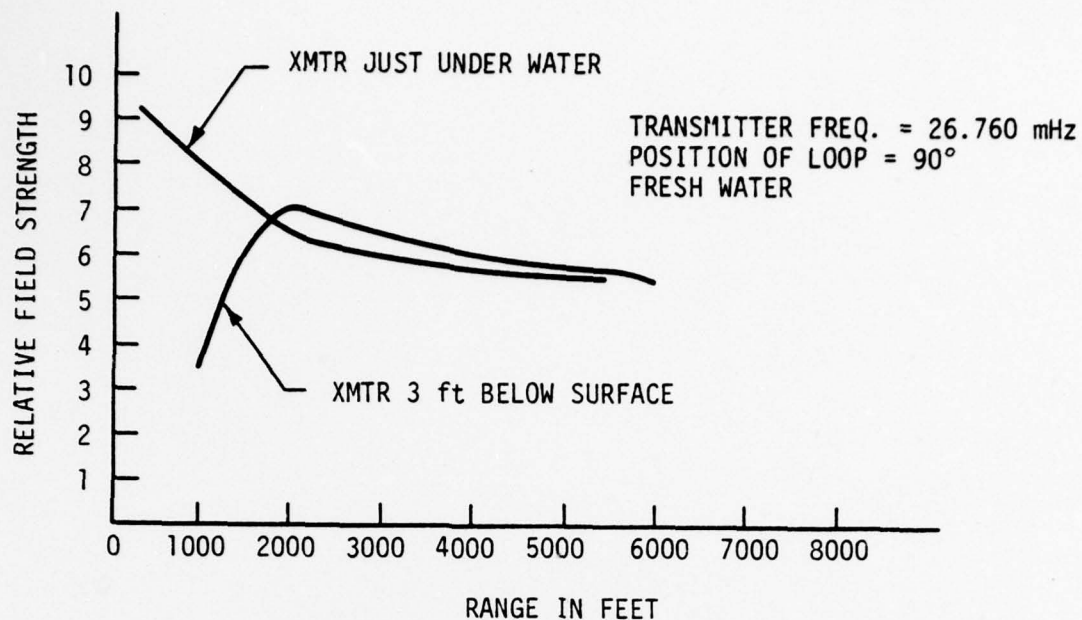 XMTR JUST UNDER WATER
TRANSMITTER FREQ. = 26.760 mHz
POSITION OF LOOP = 90°
FRESH WATER
RELATIVE FIELD STRENGTH
10
9
8
7
6
5
4
3
2
1
XMTR 3 ft BELOW SURFACE
0 1000 2000 3000 4000 5000 6000 7000 8000
RANGE IN FEET